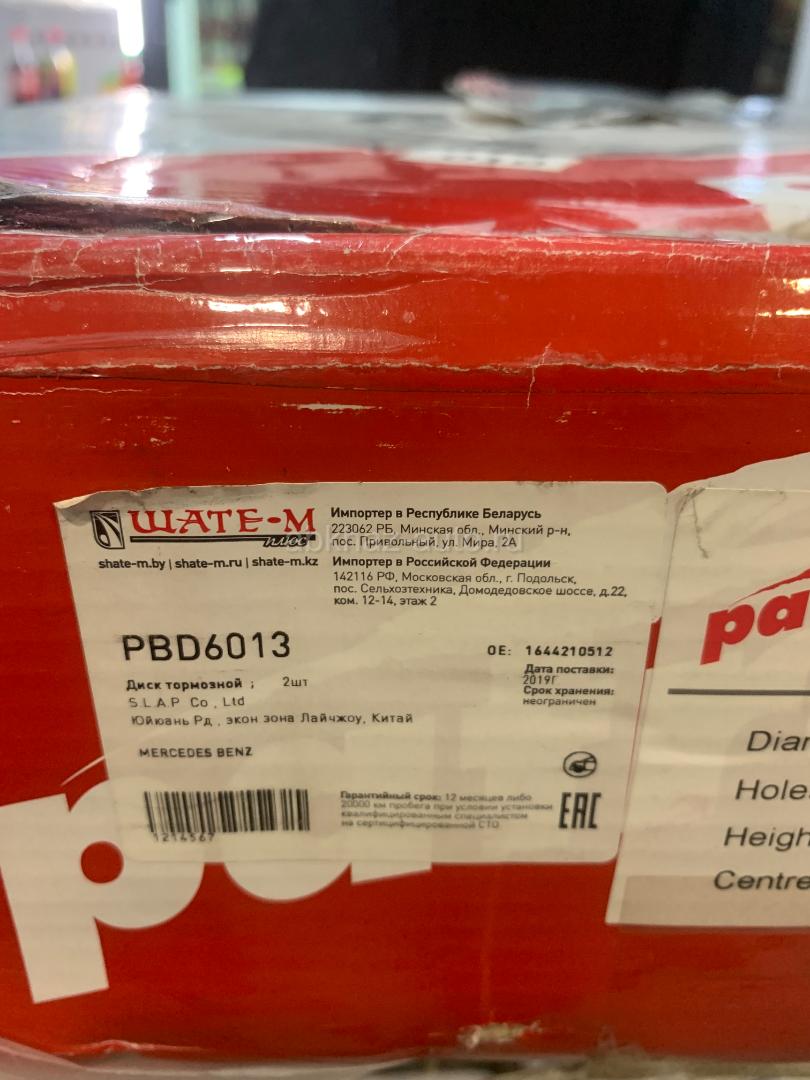 ШАТЕ-М
плюс
shate-m.by | shate-m.ru | shate-m.kz
Импортер в Республике Беларусь
223062 РБ, Минская обл., Минский р-н,
пос. Привольный, ул. Мира, 2А
Импортер в Российской Федерации
142116 РФ, Московская обл., г. Подольск,
пос. Сельхозтехника, Домодедовское шоссе, д.22,
ком. 12-14, этаж 2
PBD6013
OE: 1644210512
Дата поставки:
2019г
Срок хранения:
неограничен
Диск тормозной ; 2шт
S.L.A.P Co., Ltd
Юйюань Рд , экон зона Лайчжоу, Китай
MERCEDES BENZ
1214567
Гарантийный срок: 12 месяцев либо
20000 км пробега при условии установки
квалифицированным специалистом
на сертифицированной СТО
EAC
pa
Diam
Holes
Heigh
Centre